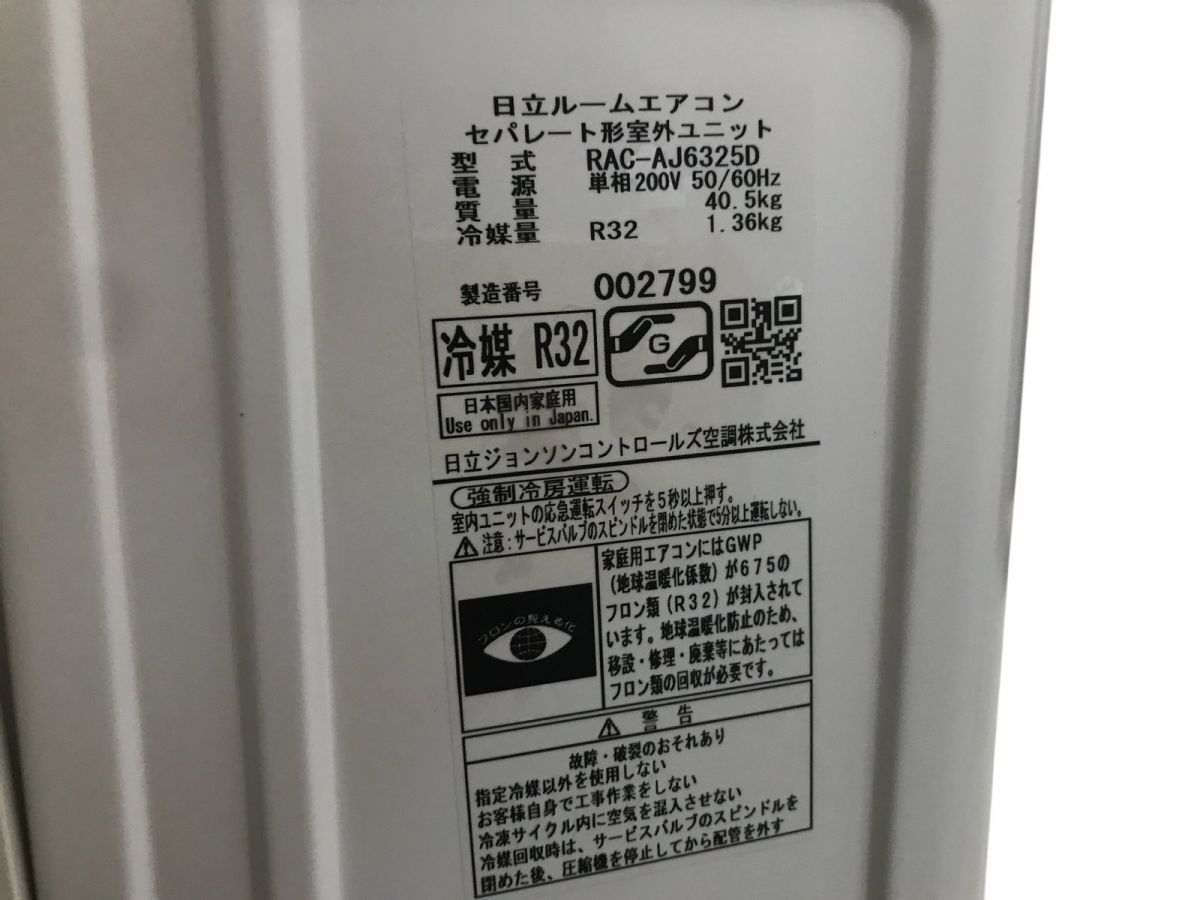 日立ルームエアコン
セパレート形室外ユニット
型 式 RAC-AJ6325D
電 源 単相200V 50/60Hz
質 量 40.5kg
冷媒量 R32 1.36kg
製造番号 002799
冷媒 R32
G
日本国内家庭用
Use only in Japan.
日立ジョンソンコントロールズ空調株式会社
強制冷房運転
室内ユニットの応急運転スイッチを5秒以上押す。
注意:サービスバルブのスピンドルを閉めた状態で5分以上運転しない。
フロンの見える化
家庭用エアコンにはGWP
(地球温暖化係数)が675の
フロン類(R32)が封入されて
います。地球温暖化防止のため、
移設・修理・廃棄等にあたっては
フロン類の回収が必要です。
警 告
故障・破裂のおそれあり
指定冷媒以外を使用しない
お客様自身で工事作業をしない
冷凍サイクル内に空気を混入させない
冷媒回収時は、サービスバルブのスピンドルを
閉めた後、圧縮機を停止してから配管を外す